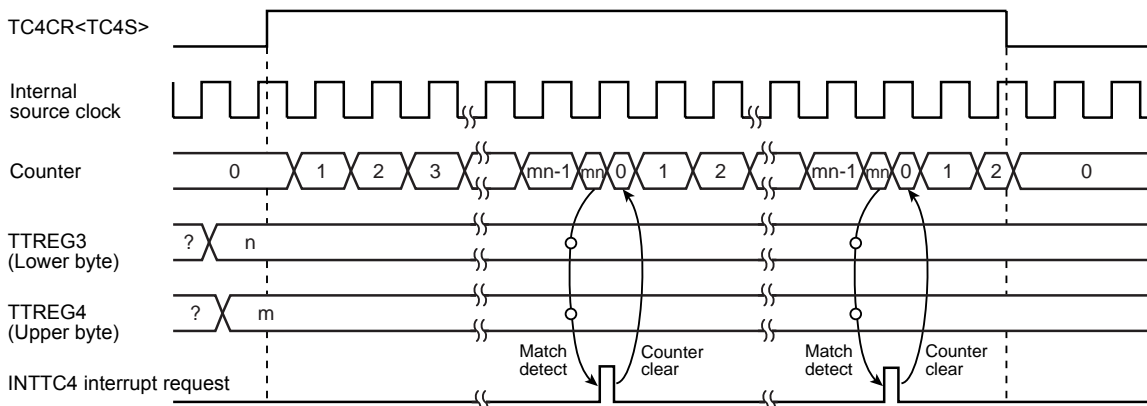 TC4CR<TC4S>
Internal
source clock
Counter
0 1 2 3 mn-1 mn 0 1 2 mn-1 mn 0 1 2 0
TTREG3
(Lower byte)
? n
TTREG4
(Upper byte)
? m
Match
detect
Counter
clear
Match
detect
Counter
clear
INTTC4 interrupt request